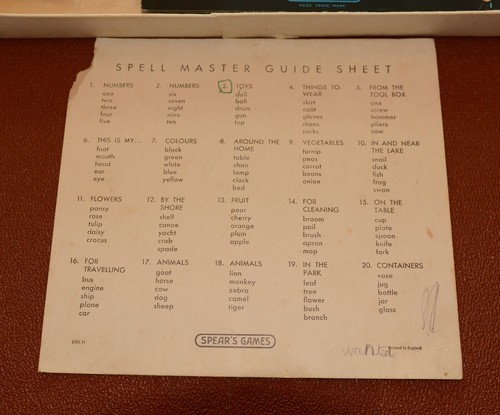 SPELL MASTER GUIDE SHEET
1. NUMBERS
one
two
three
four
five
2. NUMBERS
six
seven
eight
nine
ten
3. TOYS
doll
ball
drum
gun
top
4. THINGS TO
WEAR
skirt
coat
gloves
shoes
socks
5. FROM THE
TOOL BOX
axe
screw
hammer
pliers
saw
6. THIS IS MY...
foot
mouth
head
ear
eye
7. COLOURS
black
green
white
blue
yellow
8. AROUND THE
HOME
table
chair
lamp
clock
bed
9. VEGETABLES
turnip
peas
carrot
beans
onion
10. IN AND NEAR
THE LAKE
snail
duck
fish
frog
swan
11. FLOWERS
pansy
rose
tulip
daisy
crocus
12. BY THE
SHORE
shell
canoe
yacht
crab
spade
13. FRUIT
pear
cherry
orange
plum
apple
14. FOR
CLEANING
broom
pail
brush
apron
mop
15. ON THE
TABLE
cup
plate
spoon
knife
fork
16. FOR
TRAVELLING
bus
engine
ship
plane
car
17. ANIMALS
goat
horse
cow
dog
sheep
18. ANIMALS
lion
monkey
zebra
camel
tiger
19. IN THE
PARK
leaf
tree
flower
bush
branch
20. CONTAINERS
vase
jug
bottle
jar
glass
SPEAR'S GAMES
wanted
Printed in England